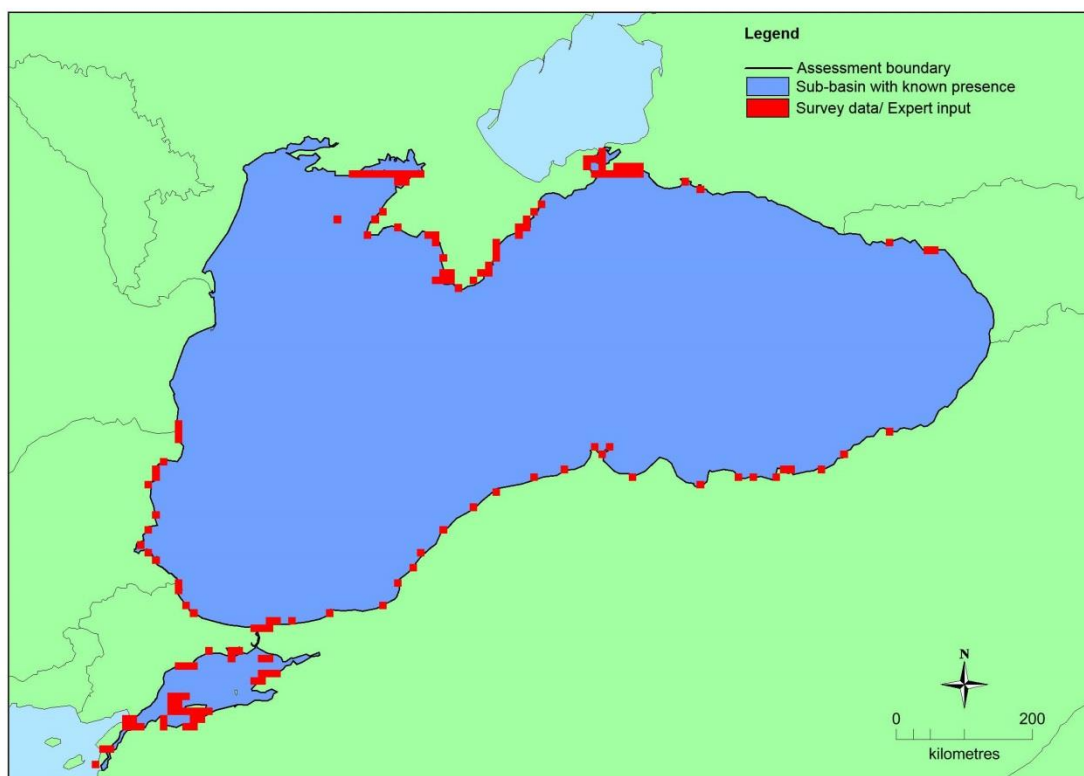 Legend
Assessment boundary
Sub-basin with known presence
Survey data/ Expert input
N
0 200
kilometres